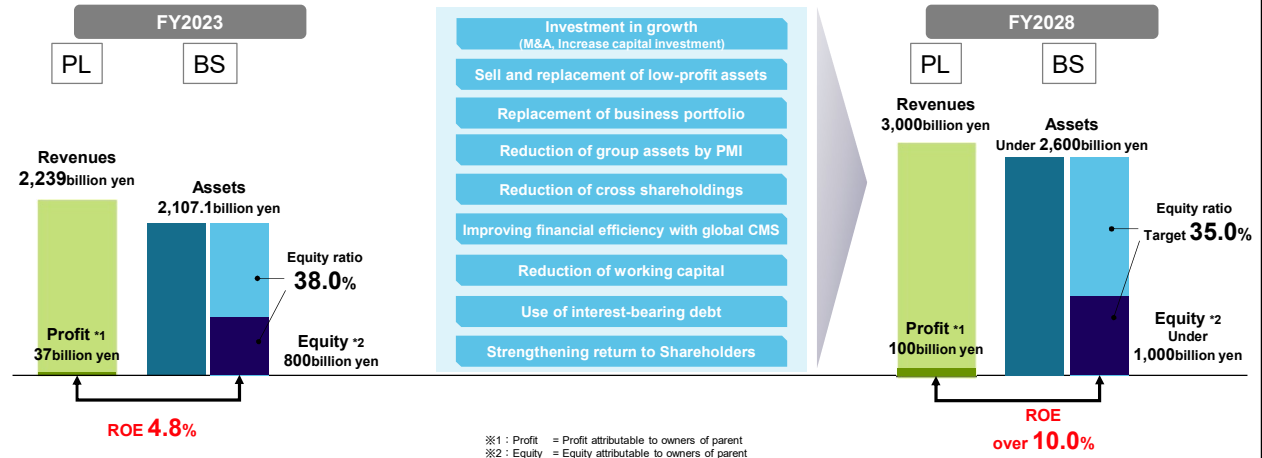 FY2023
PL
BS
Revenues
2,239billion yen
Assets
2,107.1billion yen
Equity ratio
38.0%
Profit *1
37billion yen
Equity *2
800billion yen
ROE 4.8%
Investment in growth
(M&A, Increase capital investment)
Sell and replacement of low-profit assets
Replacement of business portfolio
Reduction of group assets by PMI
Reduction of cross shareholdings
Improving financial efficiency with global CMS
Reduction of working capital
Use of interest-bearing debt
Strengthening return to Shareholders
FY2028
PL
BS
Revenues
3,000billion yen
Assets
Under 2,600billion yen
Equity ratio
Target 35.0%
Profit *1
100billion yen
Equity *2
Under
1,000billion yen
ROE
over 10.0%
※1：Profit = Profit attributable to owners of parent
※2：Equity = Equity attributable to owners of parent